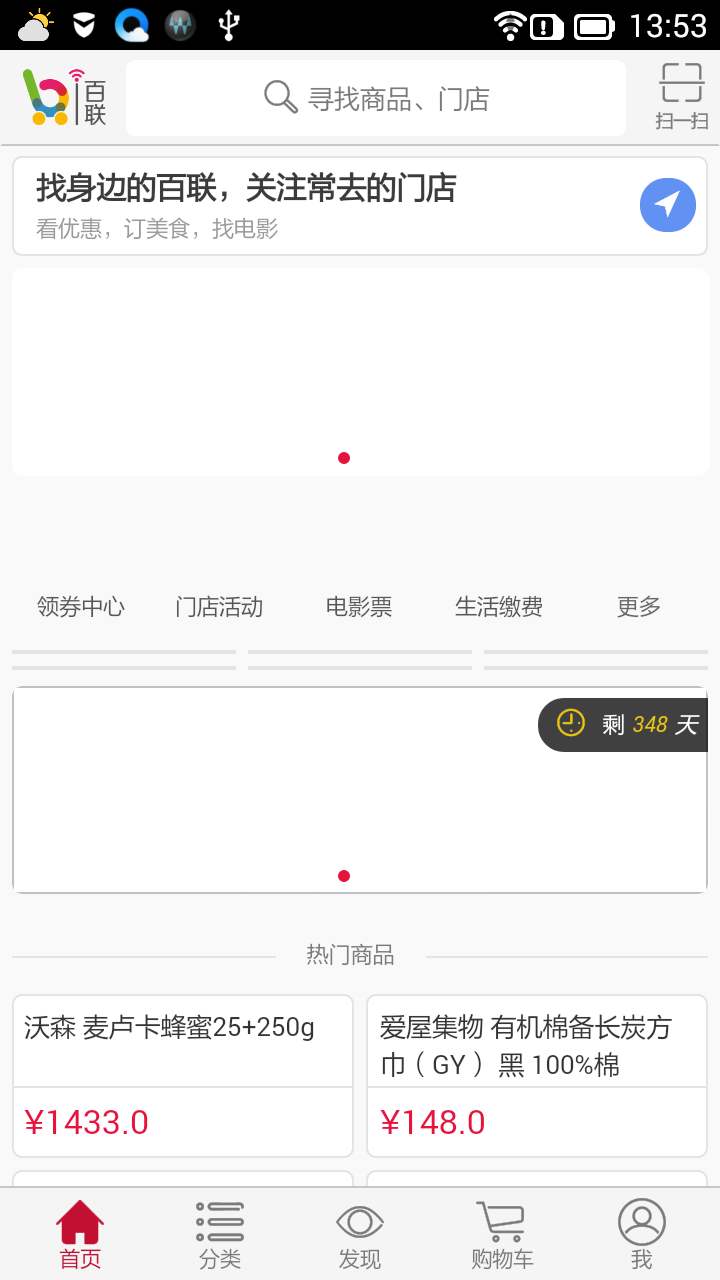 13:53
百联
寻找商品、门店
扫一扫
找身边的百联，关注常去的门店
看优惠，订美食，找电影
领券中心 门店活动 电影票 生活缴费 更多
剩 348 天
热门商品
沃森 麦卢卡蜂蜜25+250g
¥1433.0
爱屋集物 有机棉备长炭方
巾（GY ）黑 100%棉
¥148.0
首页 分类 发现 购物车 我